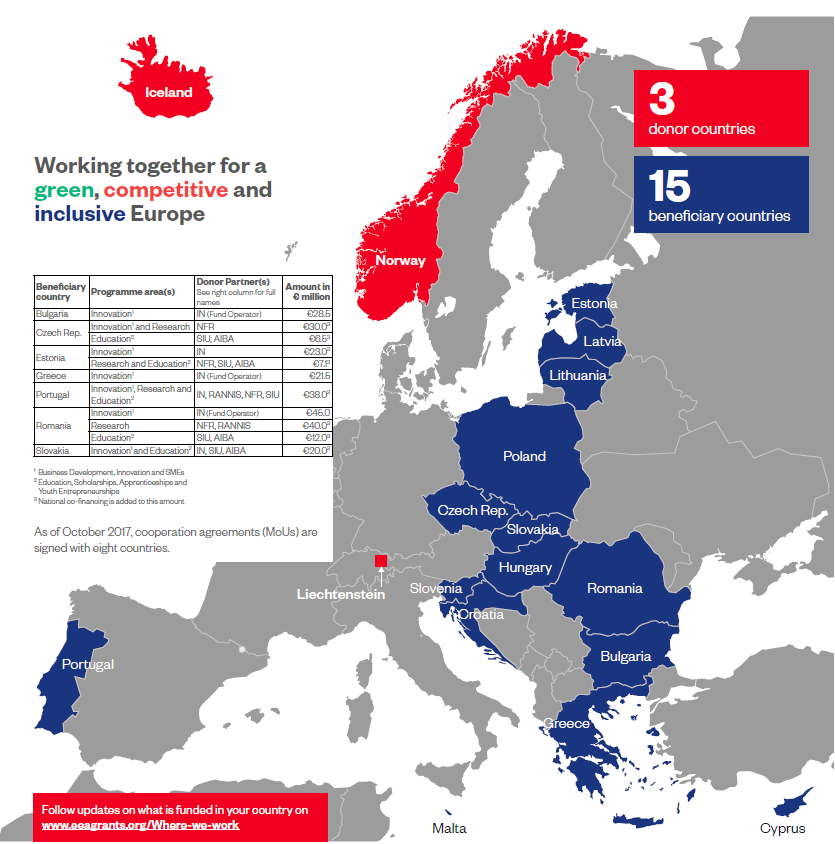 Iceland
3
donor countries
15
beneficiary countries
Working together for a
green, competitive and
inclusive Europe
Norway
Beneficiary country Programme area(s) Donor Partner(s) See right column for full names Amount in € million
Bulgaria Innovation¹ IN (Fund Operator) €28.5
Czech Rep. Innovation¹ and Research NFR €30.0³
Education² SIU, AIBA €6.5³
Estonia Innovation¹ IN €23.0³
Research and Education² NFR, SIU, AIBA €7.1³
Greece Innovation¹ IN (Fund Operator) €21.5
Portugal Innovation¹, Research and Education² IN, RANNIS, NFR, SIU €38.0³
Romania Innovation¹ IN (Fund Operator) €45.0
Research NFR, RANNIS €40.0³
Education² SIU, AIBA €12.0³
Slovakia Innovation¹ and Education² IN, SIU, AIBA €20.0³
¹ Business Development, Innovation and SMEs
² Education, Scholarships, Apprenticeships and
Youth Entrepreneurships
³ National co-financing is added to this amount
As of October 2017, cooperation agreements (MoUs) are
signed with eight countries.
Estonia
Latvia
Lithuania
Poland
Czech Rep.
Slovakia
Hungary
Slovenia
Romania
Liechtenstein
Croatia
Bulgaria
Portugal
Greece
Follow updates on what is funded in your country on
www.eeagrants.org/Where-we-work
Malta
Cyprus